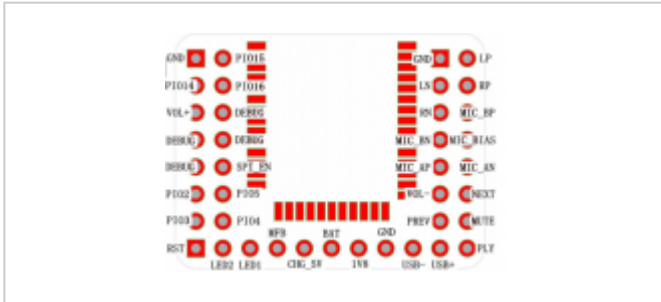 GND PIO15 GND LP
PIO14 PIO16 LN RP
VOL+ DEBUG RN MIC_BP
DEBUG DEBUG MIC_BN MIC_BIAS
DEBUG SPI_EN MIC_AP MIC_AN
PIO2 PIO5 VOL- NEXT
PIO3 PIO4 PREV MUTE
MFB BAT GND
RST PLY
LED2 LED1 CHG_5V 1V8 USB- USB+